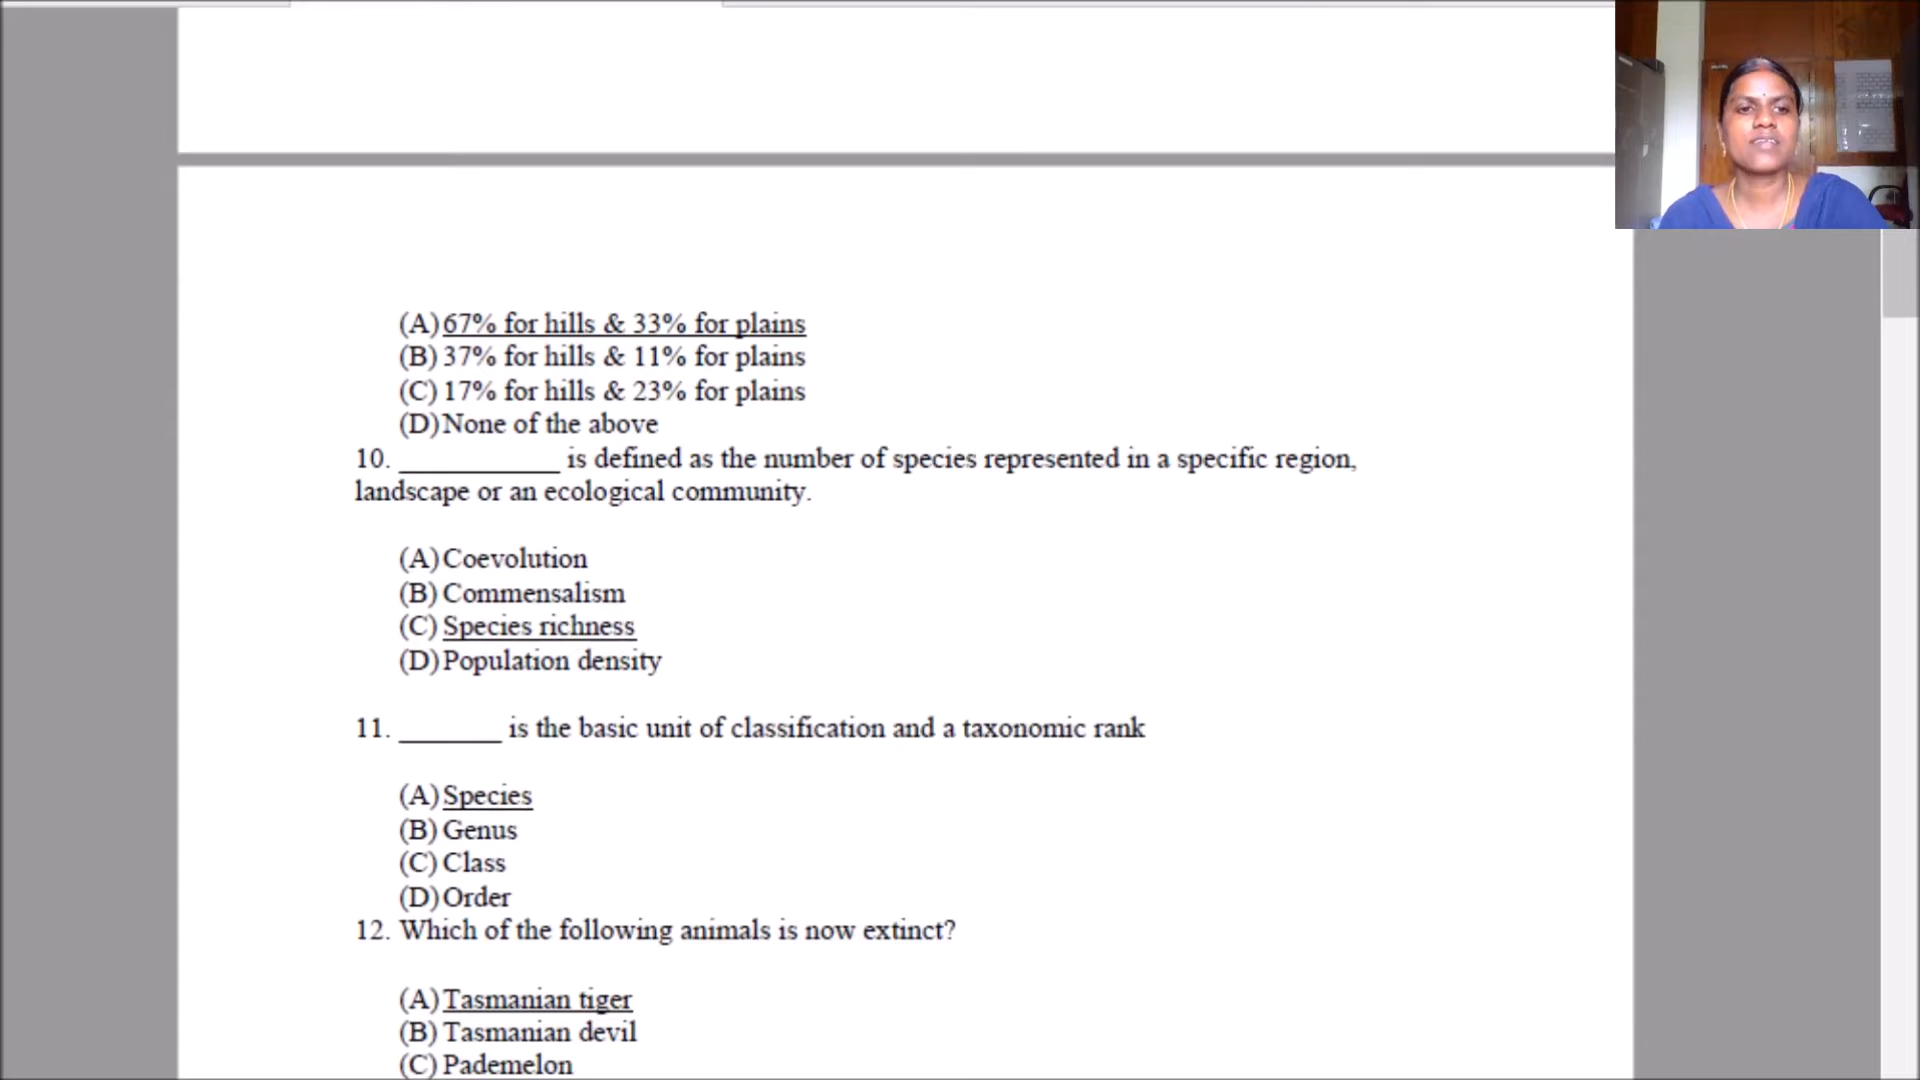 (A) 67% for hills & 33% for plains
(B) 37% for hills & 11% for plains
(C) 17% for hills & 23% for plains
(D) None of the above
10. ___________ is defined as the number of species represented in a specific region,
landscape or an ecological community.
(A) Coevolution
(B) Commensalism
(C) Species richness
(D) Population density
11. _______ is the basic unit of classification and a taxonomic rank
(A) Species
(B) Genus
(C) Class
(D) Order
12. Which of the following animals is now extinct?
(A) Tasmanian tiger
(B) Tasmanian devil
(C) Pademelon